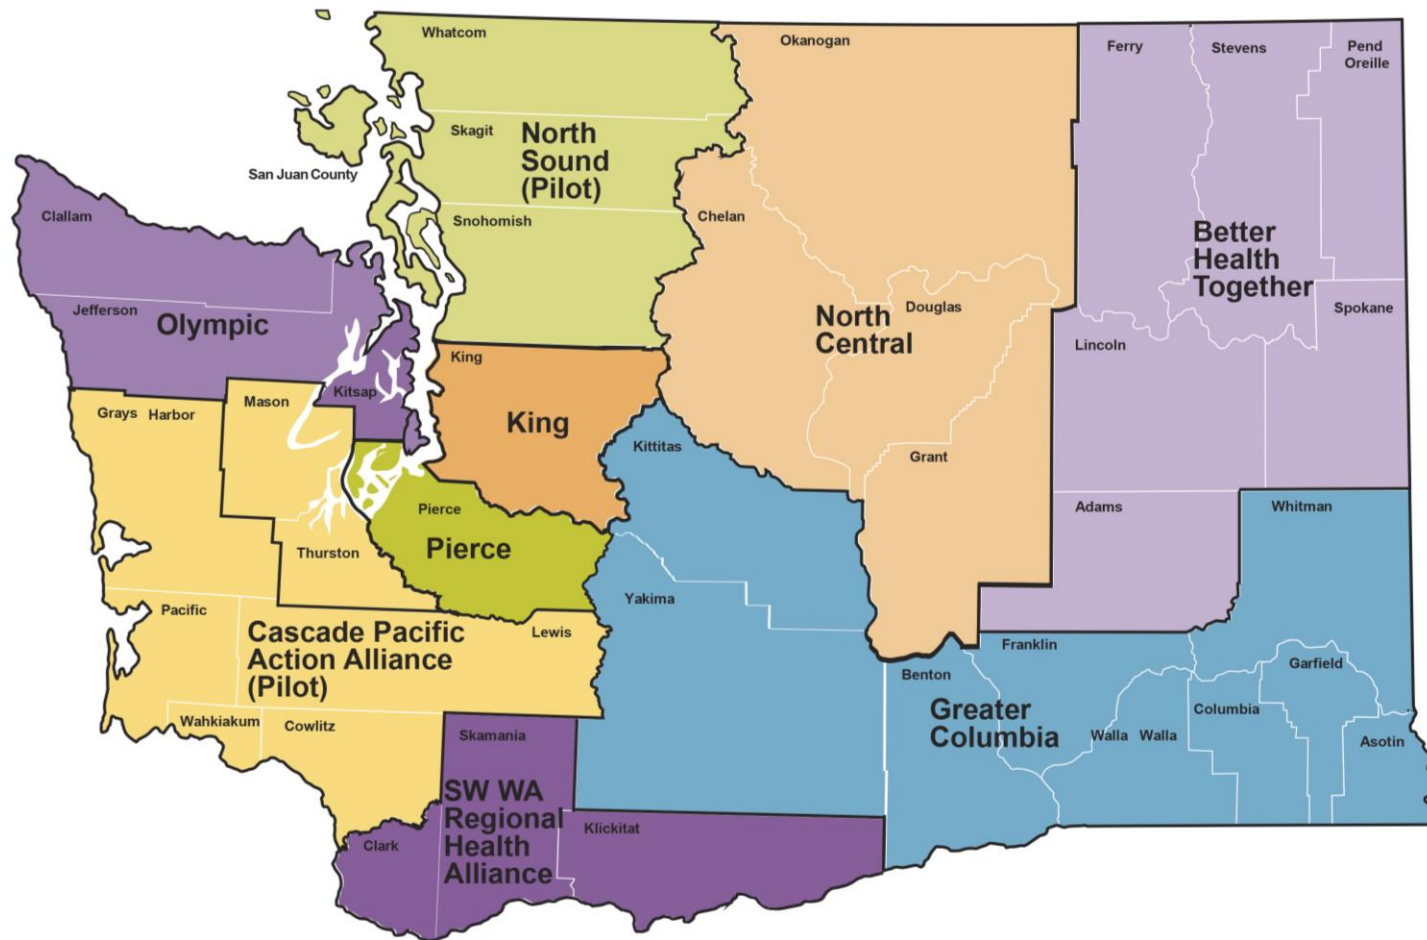 Whatcom
Okanogan
Ferry
Stevens
Pend
Oreille
Skagit
North
Sound
(Pilot)
San Juan County
Clallam
Snohomish
Chelan
Better
Health
Together
Jefferson
Olympic
Douglas
North
Central
Spokane
King
Lincoln
Kitsap
Mason
Grays Harbor
King
Kittitas
Grant
Pierce
Adams
Whitman
Thurston
Pierce
Yakima
Pacific
Cascade Pacific
Action Alliance
(Pilot)
Lewis
Franklin
Benton
Garfield
Greater
Columbia
Columbia
Wahkiakum
Cowlitz
Skamania
Walla Walla
Asotin
SW WA
Regional
Health
Alliance
Klickitat
Clark